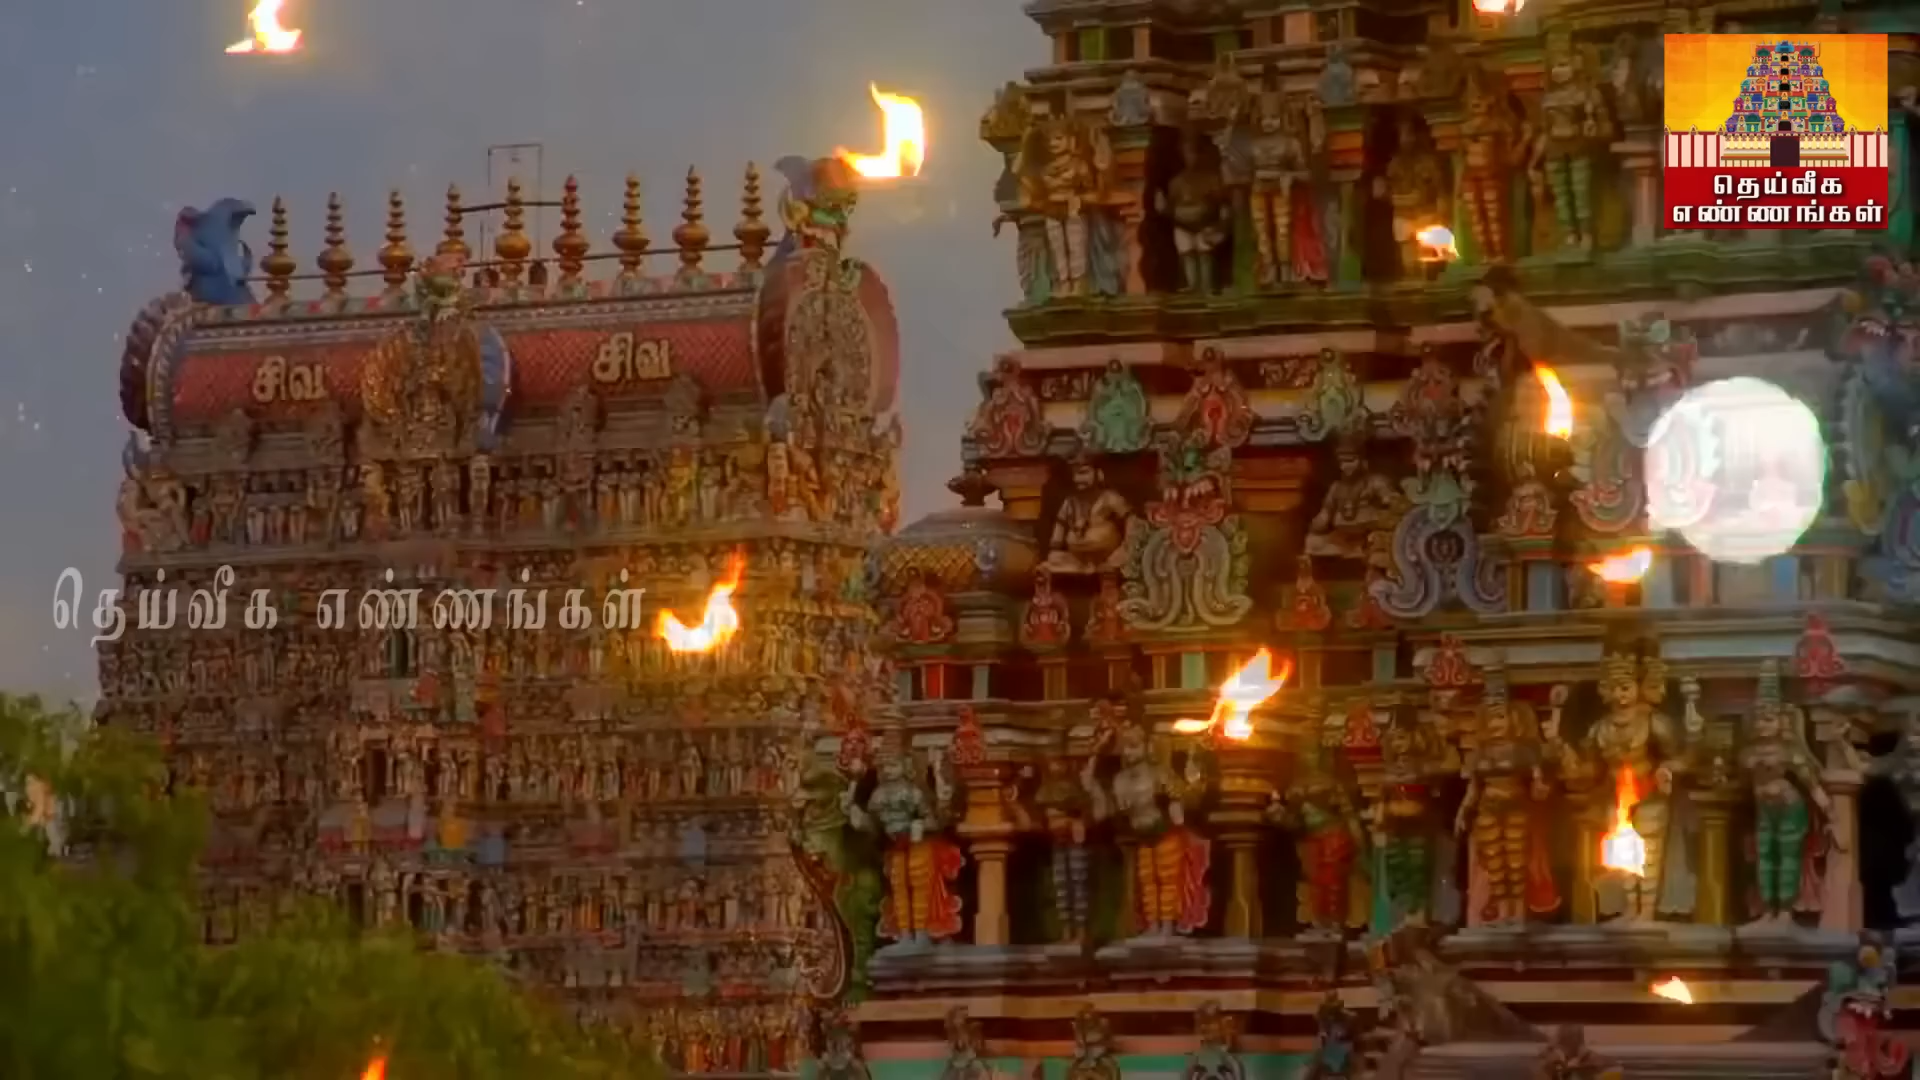 சிவ சிவ
தெய்வீக எண்ணங்கள்
தெய்வீக
எண்ணங்கள்